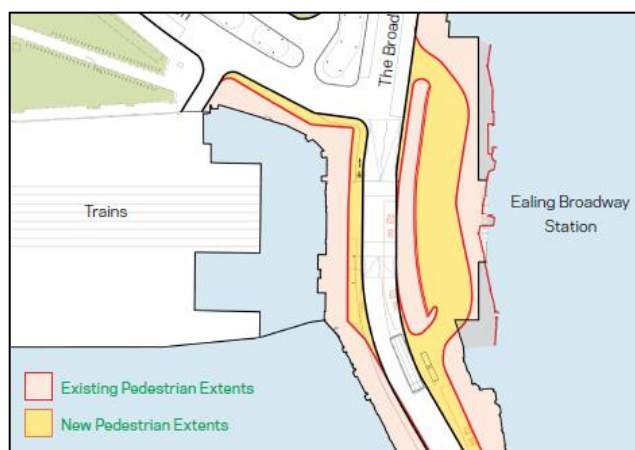 The Broad
Trains
Ealing Broadway
Station
Existing Pedestrian Extents
New Pedestrian Extents